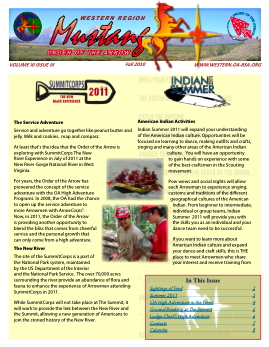 WESTERN REGION
Mustang
ORDER OF THE ARROW
VOLUME XI ISSUE III
Fall 2010
WWW.WESTERN.OA-BSA.ORG
SUMMITCORPS
THE NEW
RIVER EXPERIENCE
2011
INDIAN
SUMMER
The Service Adventure
Service and adventure go together like peanut butter and
jelly. Milk and cookies. map and compass.
At least that's the idea that the Order of the Arrow is
exploring with SummitCorps The New
River Experience in July of 2011 at the
New River Gorge National River in West
Virginia.
For years, the Order of the Arrow has
pioneered the concept of the service
adventure with the OA High Adventure
Programs. In 2008, the OA had the chance
to open up the service adventure to
more Arrowmen with ArrowCorps⁵.
Now, in 2011, the Order of the Arrow
is providing another opportunity to
blend the bliss that comes from cheerful
service and the personal growth that
can only come from a high adventure.
The New River
The site of the SummitCorps is a part of
the National Park system, maintained
by the US Department of the Interior
and the National Park Service. The over 70,000 acres
surrounding the river provide an abundance of flora and
fauna to enhance the experience of Arrowmen attending
SummitCorps in 2011.
While SummitCorps will not take place at The Summit, it
will work to provide the link between the New River and
the Summit, allowing a new generation of Americans to
join the storied history of the New River.
American Indian Activities
Indian Summer 2011 will expand your understanding
of the American Indian culture. Opportunities will be
focused on learning to dance, making outfits and crafts,
singing and many other areas of the American Indian
culture. You will have an opportunity
to gain hands on experience with some
of the best craftsmen in the Scouting
movement.
Pow wows and social nights will allow
each Arrowman to experience singing,
customs and traditions of the different
geographical cultures of the American
Indian. From beginner to intermediate,
individual or group teams, Indian
Summer 2011 will provide you with
the skills you as an individual and your
dance team need to be successful.
If you want to learn more about
American Indian culture and expand
your dance and craft skills this is THE
place to meet Arrowmen who share
your interest and receive training from
In This Issue
Summer 2011
OA High Adventure in the News
Lodge Chief's High Adventure
Contacts
Calendar